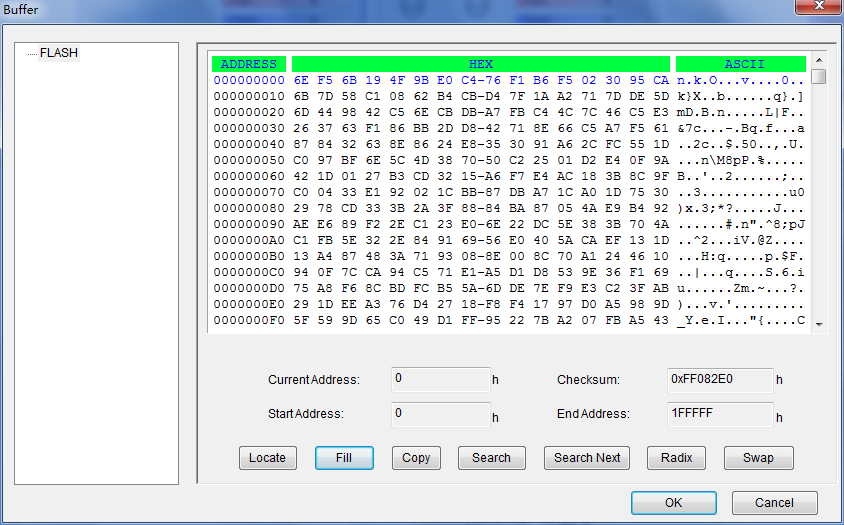 Buffer
FLASH
ADDRESS HEX ASCII
000000000 6E F5 6B 19 4F 9B E0 C4-76 F1 B6 F5 02 30 95 CA n.k.O...v....0..
000000010 6B 7D 58 C1 08 62 B4 CB-D4 7F 1A A2 71 7D DE 5D k}X..b......q}.]
000000020 6D 44 98 42 C5 6E CB DB-A7 FB C4 4C 7C 46 C5 E3 mD.B.n.....L|F..
000000030 26 37 63 F1 86 BB 2D D8-42 71 8E 66 C5 A7 F5 61 &7c...-.Bq.f...a
000000040 87 84 32 63 8E 86 24 E8-35 30 91 A6 2C FC 55 1D ..2c..$.50..,.U.
000000050 C0 97 BF 6E 5C 4D 38 70-50 C2 25 01 D2 E4 0F 9A ...n\M8pP.%.....
000000060 42 1D 01 27 B3 CD 32 15-A6 F7 E4 AC 18 3B 8C 9F B..'..2......;..
000000070 C0 04 33 E1 92 02 1C BB-87 DB A7 1C A0 1D 75 30 ..3...........u0
000000080 29 78 CD 33 3B 2A 3F 88-84 BA 87 05 4A E9 B4 92 )x.3;*?.....J...
000000090 AE E6 89 F2 2E C1 23 E0-6E 22 DC 5E 38 3B 70 4A ......#.n".^8;pJ
0000000A0 C1 FB 5E 32 2E 84 91 69-56 E0 40 5A CA EF 13 1D ..^2...iV.@Z....
0000000B0 13 A4 87 48 3A 71 93 08-8E 00 8C 70 A1 24 46 10 ...H:q.....p.$F.
0000000C0 94 0F 7C CA 94 C5 71 E1-A5 D1 D8 53 9E 36 F1 69 ..|...q....S.6.i
0000000D0 75 A8 F6 8C BD FC B5 5A-6D DE 7E F9 E3 C2 3F AB u......Zm.~...?.
0000000E0 29 1D EE A3 76 D4 27 18-F8 F4 17 97 D0 A5 98 9D )...v.'.........
0000000F0 5F 59 9D 65 C0 49 D1 FF-95 22 7B A2 07 FB A5 43 _Y.e.I..."{....C
Current Address: 0 h Checksum: 0xFF082E0 h
Start Address: 0 h End Address: 1FFFFF h
Locate Fill Copy Search Search Next Radix Swap
OK Cancel